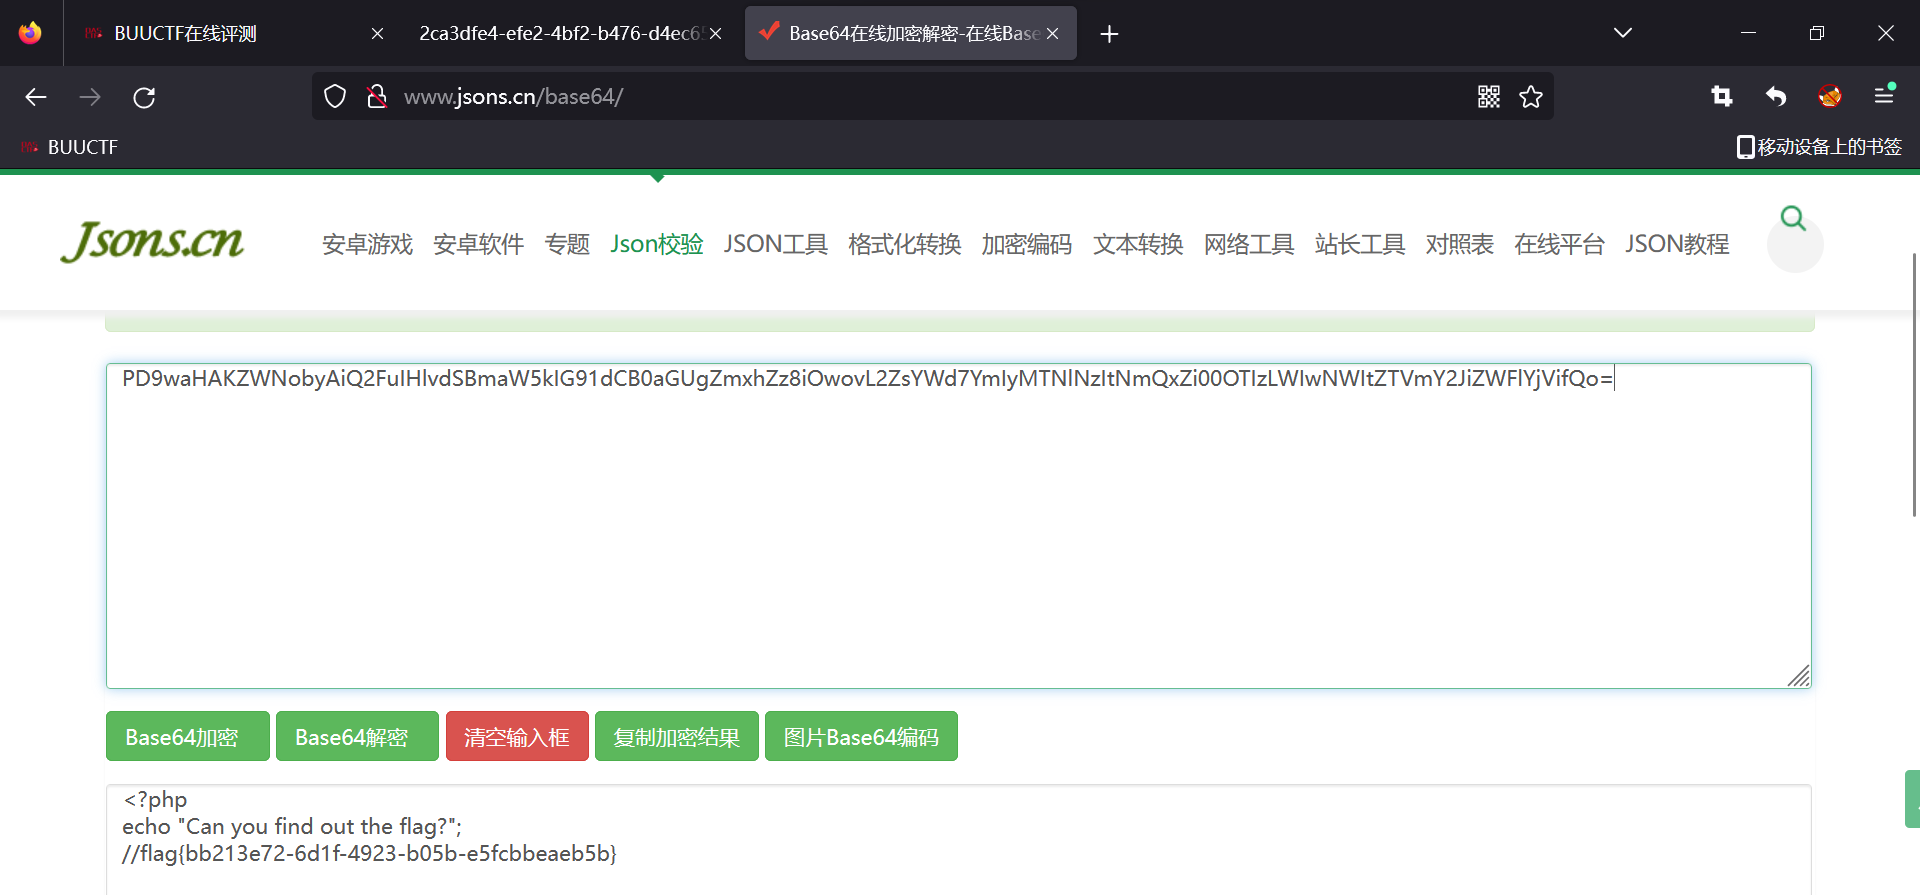 BUUCTF在线评测
2ca3dfe4-efe2-4bf2-b476-d4ec65
Base64在线加密解密-在线Base
www.jsons.cn/base64/
BUUCTF
移动设备上的书签
Jsons.cn
安卓游戏 安卓软件 专题 Json校验 JSON工具 格式化转换 加密编码 文本转换 网络工具 站长工具 对照表 在线平台 JSON教程
PD9waHAKZWNobyAiQ2FuIHlvdSBmaW5kIG91dCB0aGUgZmxhZz8iOwovL2ZsYWd7YmIyMTNlNzItNmQxZi00OTIzLWIwNWItZTVmY2JiZWFlYjVifQo=
Base64加密 Base64解密 清空输入框 复制加密结果 图片Base64编码
<?php
echo "Can you find out the flag?";
//flag{bb213e72-6d1f-4923-b05b-e5fcbbeaeb5b}